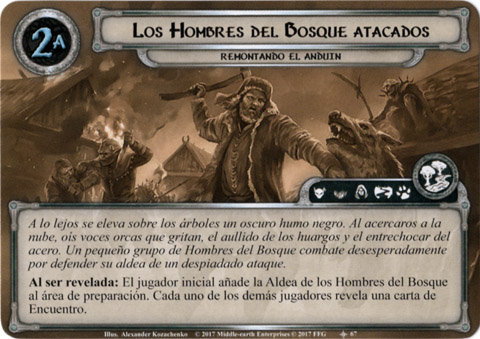 2A
Los Hombres del Bosque atacados
Remontando el Anduin
A lo lejos se eleva sobre los árboles un oscuro humo negro. Al acercaros a la
nube, oís voces orcas que gritan, el aullido de los huargos y el entrechocar del
acero. Un pequeño grupo de Hombres del Bosque combate desesperadamente
por defender su aldea de un despiadado ataque.
Al ser revelada: El jugador inicial añade la Aldea de los Hombres del Bosque
al área de preparación. Cada uno de los demás jugadores revela una carta de
Encuentro.
Illus. Alexander Kozachenko © 2017 Middle-earth Enterprises © 2017 FFG 67